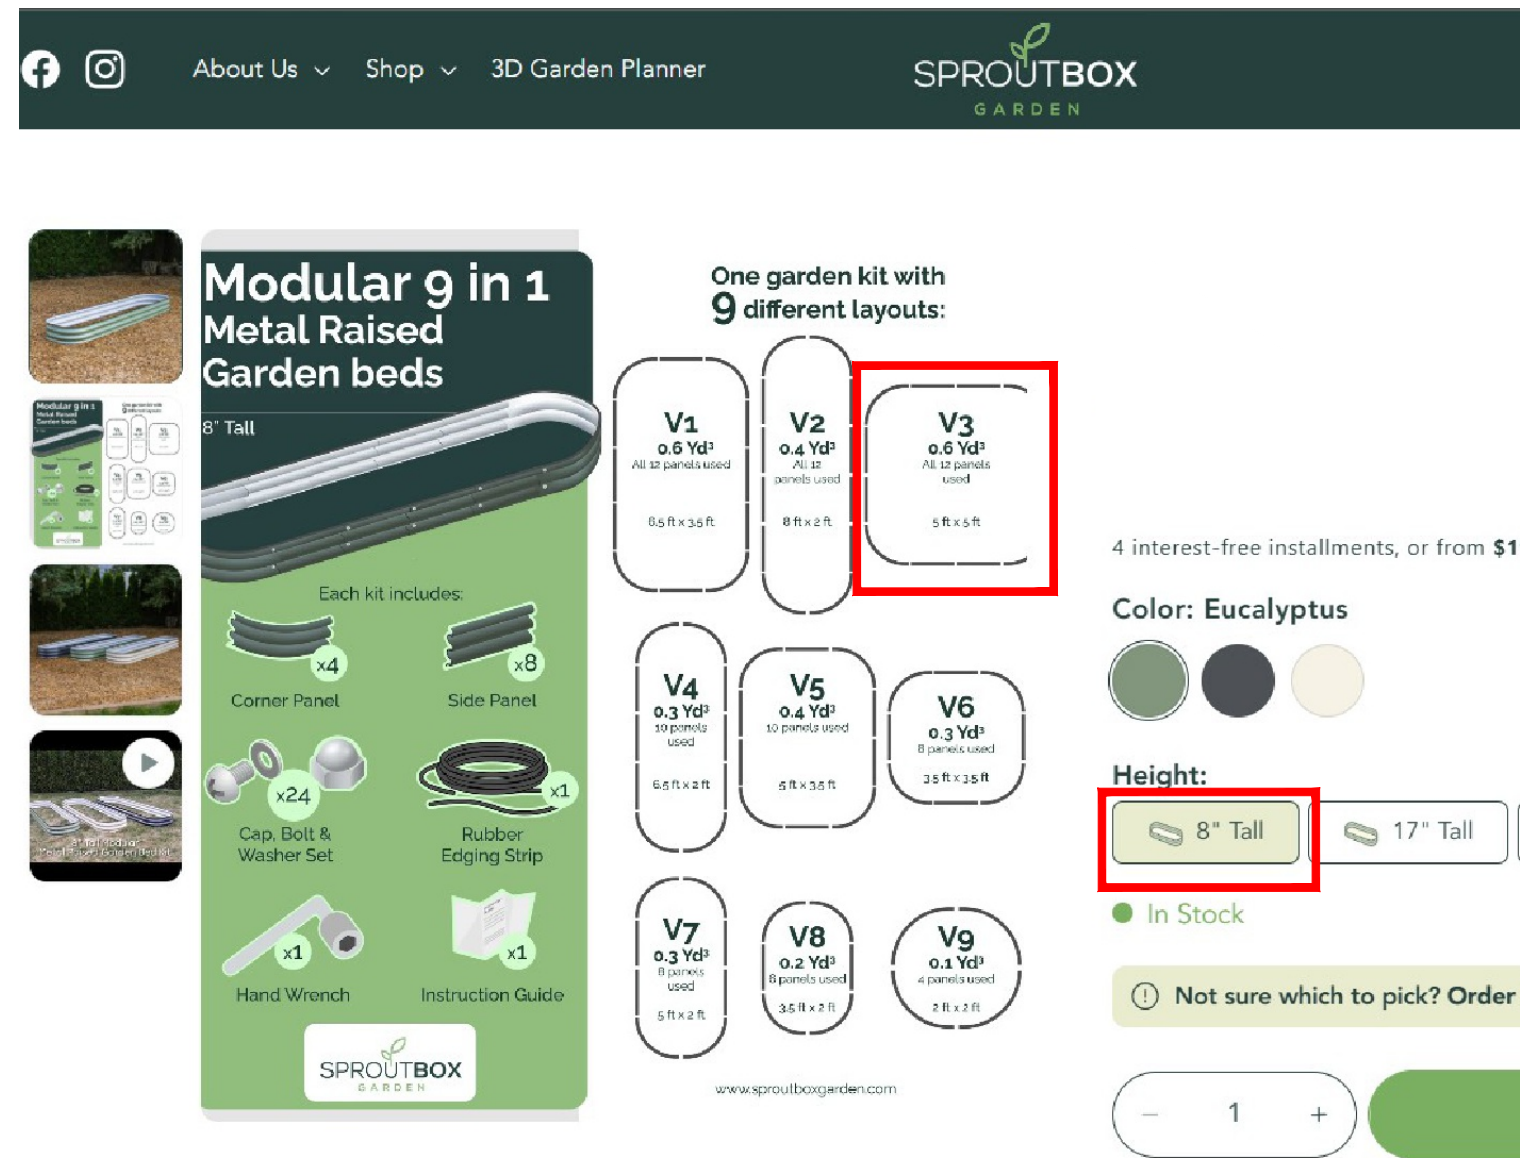 About Us
Shop
3D Garden Planner
SPROUTBOX
GARDEN
Modular 9 in 1
Metal Raised
Garden beds
8" Tall
Each kit includes:
x4
Corner Panel
x8
Side Panel
x24
Cap, Bolt &
Washer Set
x1
Rubber
Edging Strip
x1
Hand Wrench
x1
Instruction Guide
SPROUTBOX
GARDEN
One garden kit with
9 different layouts:
V1
0.6 Yd³
All 12 panels used
6.5 ft x 3.5 ft
V2
0.4 Yd³
All 12
panels used
8 ft x 2 ft
V3
0.6 Yd³
All 12 panels
used
5 ft x 5 ft
V4
0.3 Yd³
10 panels
used
6.5 ft x 2 ft
V5
0.4 Yd³
10 panels used
5 ft x 3.5 ft
V6
0.3 Yd³
8 panels used
3.5 ft x 3.5 ft
V7
0.3 Yd³
8 panels
used
5 ft x 2 ft
V8
0.2 Yd³
8 panels used
3.5 ft x 2 ft
V9
0.1 Yd³
4 panels used
2 ft x 2 ft
www.sproutboxgarden.com
4 interest-free installments, or from $1
Color: Eucalyptus
Height:
8" Tall
17" Tall
In Stock
Not sure which to pick? Order
− 1 +